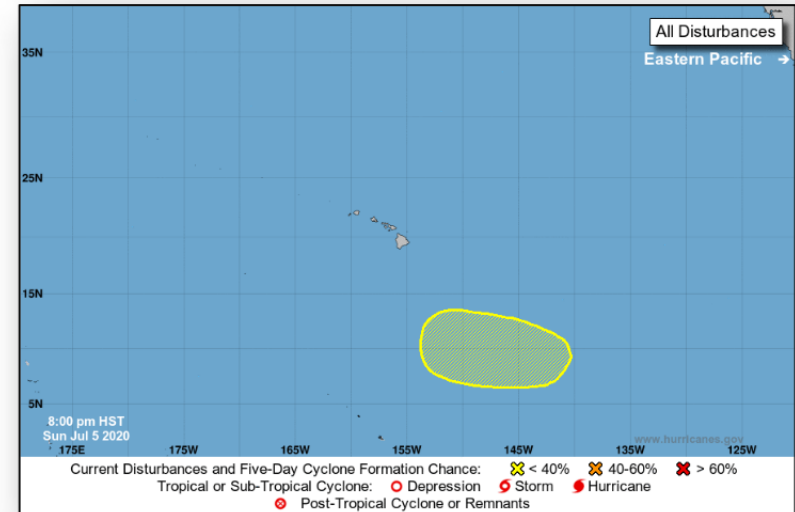 All Disturbances
Eastern Pacific →
35N
25N
15N
5N
8:00 pm HST
Sun Jul 5 2020
www.hurricanes.gov
175E 175W 165W 155W 145W 135W 125W
Current Disturbances and Five-Day Cyclone Formation Chance: < 40% 40-60% > 60%
Tropical or Sub-Tropical Cyclone: Depression Storm Hurricane
Post-Tropical Cyclone or Remnants